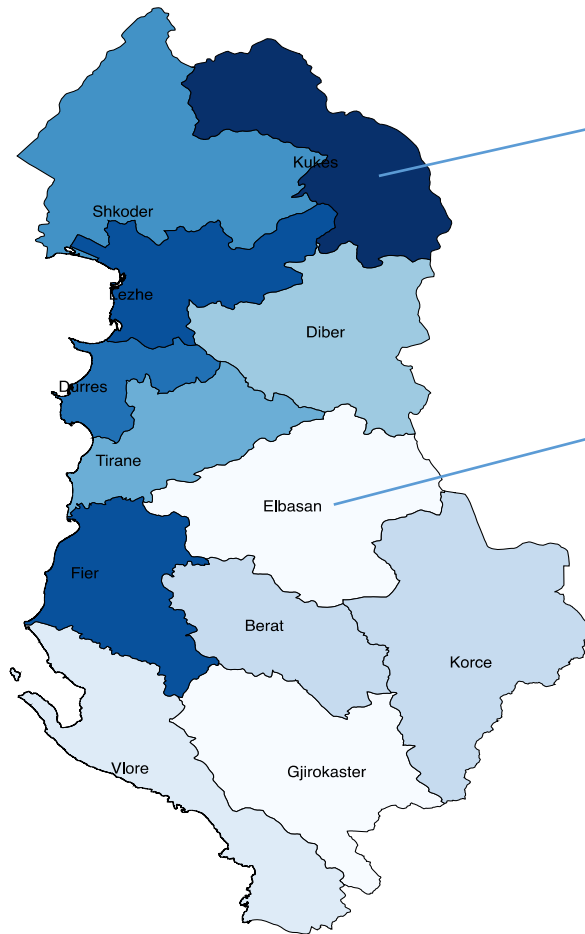 Kukes
Shkoder
Lezhe
Diber
Durres
Tirane
Elbasan
Fier
Berat
Korce
Vlore
Gjirokaster